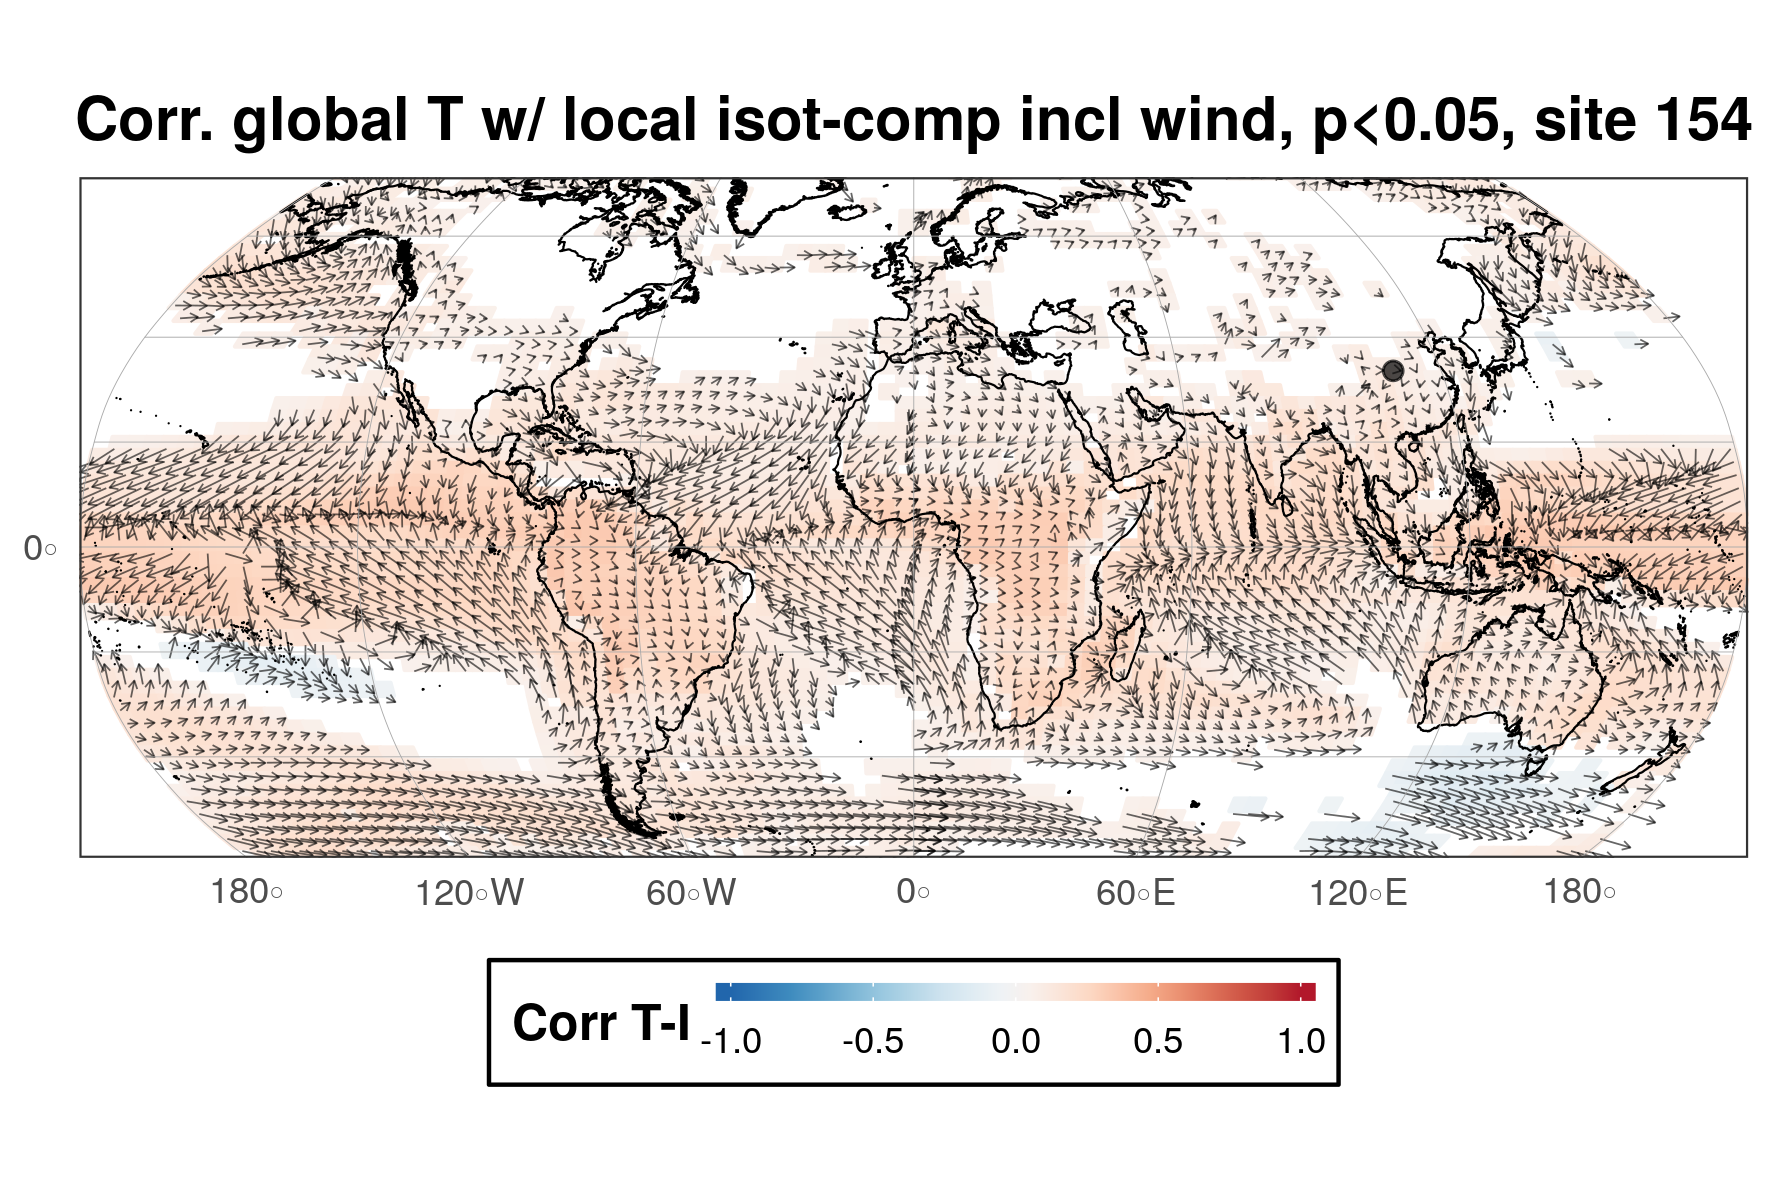 Corr. global T w/ local isot-comp incl wind, p<0.05, site 154
0°
180° 120°W 60°W 0° 60°E 120°E 180°
Corr T-I
-1.0 -0.5 0.0 0.5 1.0